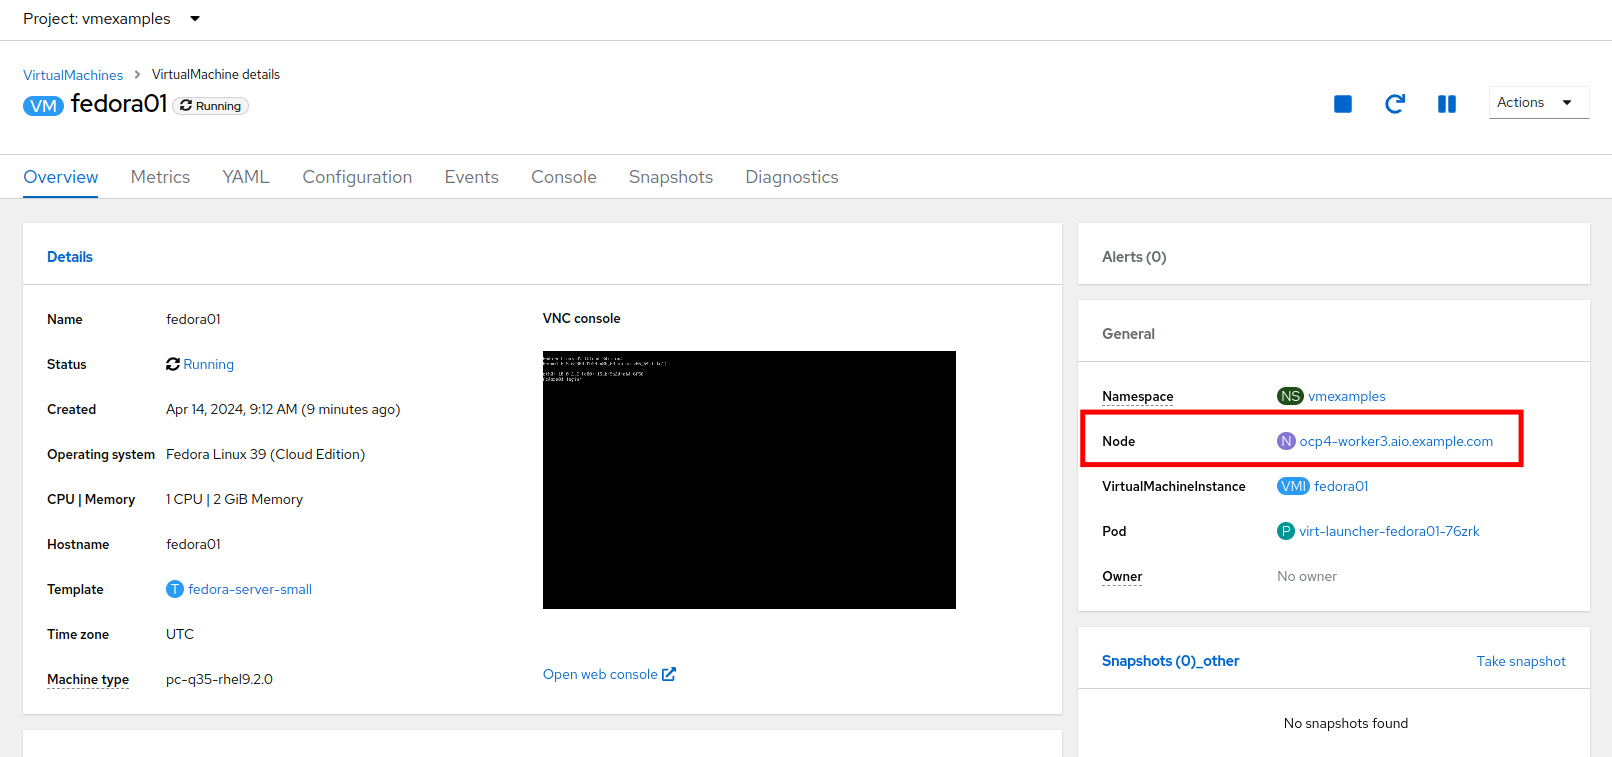 Project: vmexamples
VirtualMachines > VirtualMachine details
VM fedora01 Running
Actions
Overview Metrics YAML Configuration Events Console Snapshots Diagnostics
Details
Name fedora01
Status Running
Created Apr 14, 2024, 9:12 AM (9 minutes ago)
Operating system Fedora Linux 39 (Cloud Edition)
CPU | Memory 1 CPU | 2 GiB Memory
Hostname fedora01
Template T fedora-server-small
Time zone UTC
Machine type pc-q35-rhel9.2.0
VNC console
Open web console
Alerts (0)
General
Namespace NS vmexamples
Node N ocp4-worker3.aio.example.com
VirtualMachineInstance VMI fedora01
Pod P virt-launcher-fedora01-76zrk
Owner No owner
Snapshots (0)_other Take snapshot
No snapshots found